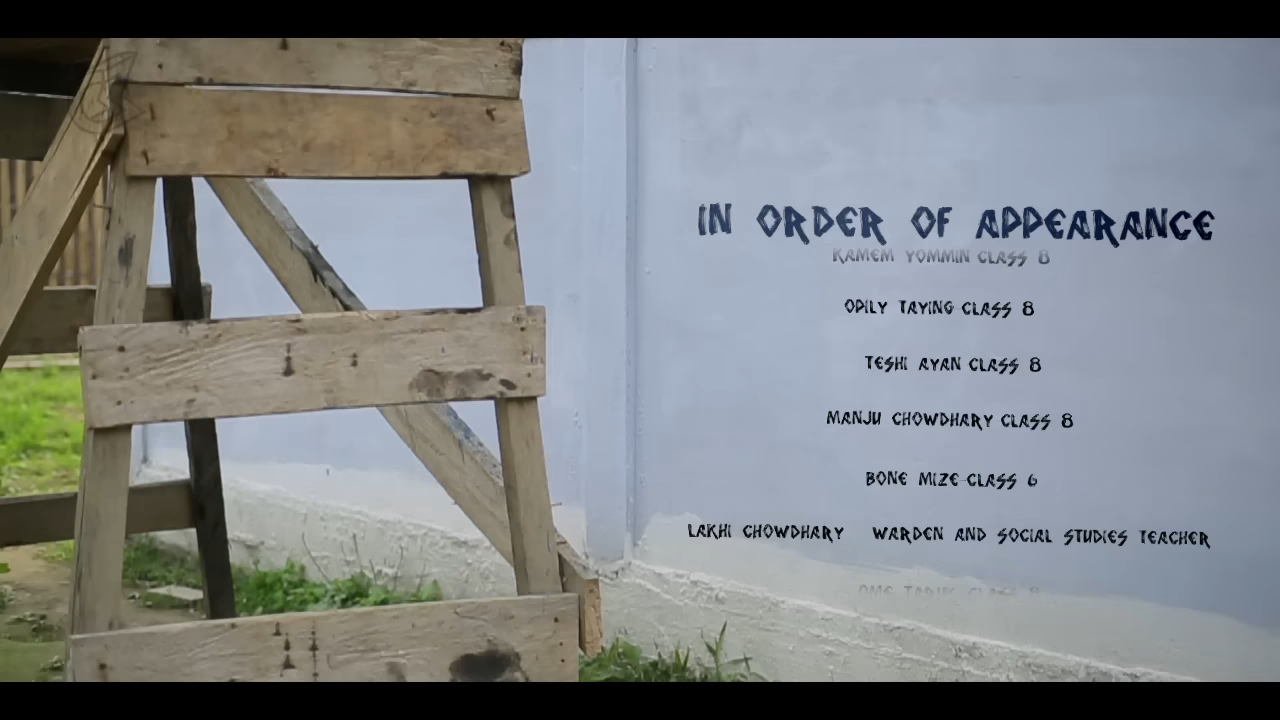 IN ORDER OF APPEARANCE
KAMEM YOMMIN CLASS 8
ODILY TAYING CLASS 8
TESHI AYAN CLASS 8
MANJU CHOWDHARY CLASS 8
BONE MIZE CLASS 6
LAKHI CHOWDHARY WARDEN AND SOCIAL STUDIES TEACHER